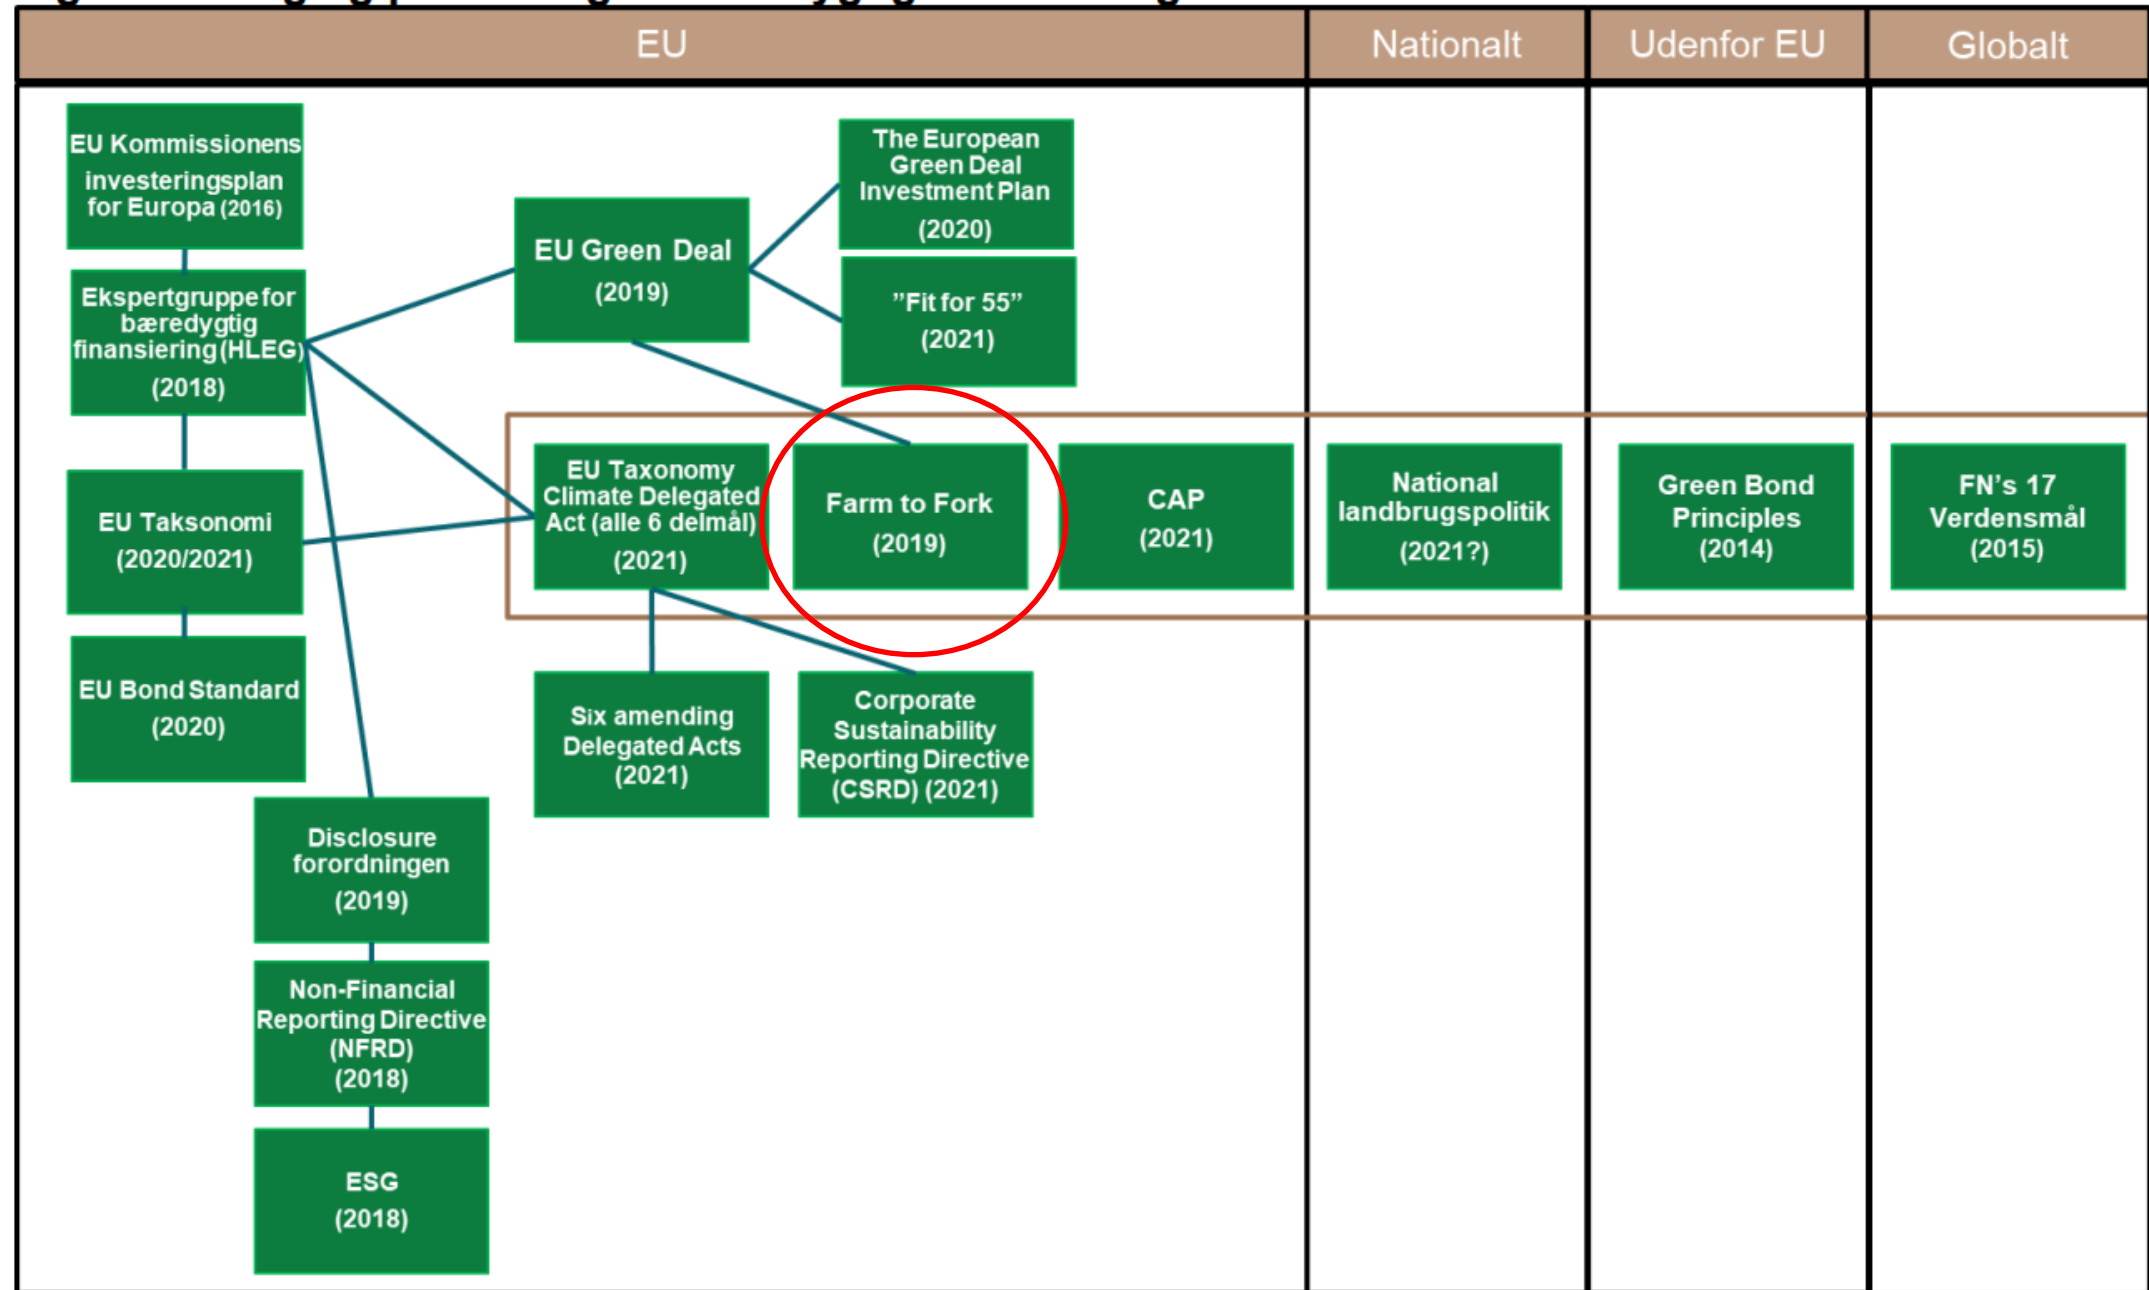 EU
Nationalt
Udenfor EU
Globalt
EU Kommissionens
investeringsplan
for Europa (2016)
Ekspertgruppe for
bæredygtig
finansiering (HLEG)
(2018)
EU Taksonomi
(2020/2021)
EU Bond Standard
(2020)
Disclosure
forordningen
(2019)
Non-Financial
Reporting Directive
(NFRD)
(2018)
ESG
(2018)
EU Green Deal
(2019)
The European
Green Deal
Investment Plan
(2020)
”Fit for 55”
(2021)
EU Taxonomy
Climate Delegated
Act (alle 6 delmål)
(2021)
Farm to Fork
(2019)
CAP
(2021)
Six amending
Delegated Acts
(2021)
Corporate
Sustainability
Reporting Directive
(CSRD) (2021)
National
landbrugspolitik
(2021?)
Green Bond
Principles
(2014)
FN’s 17
Verdensmål
(2015)